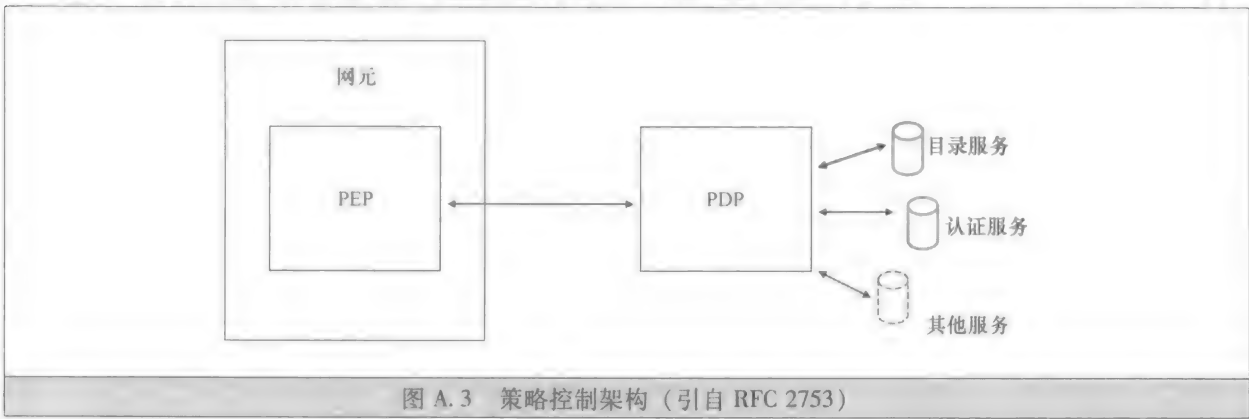 网元
PEP
PDP
目录服务
认证服务
其他服务
图 A.3 策略控制架构（引自 RFC 2753）